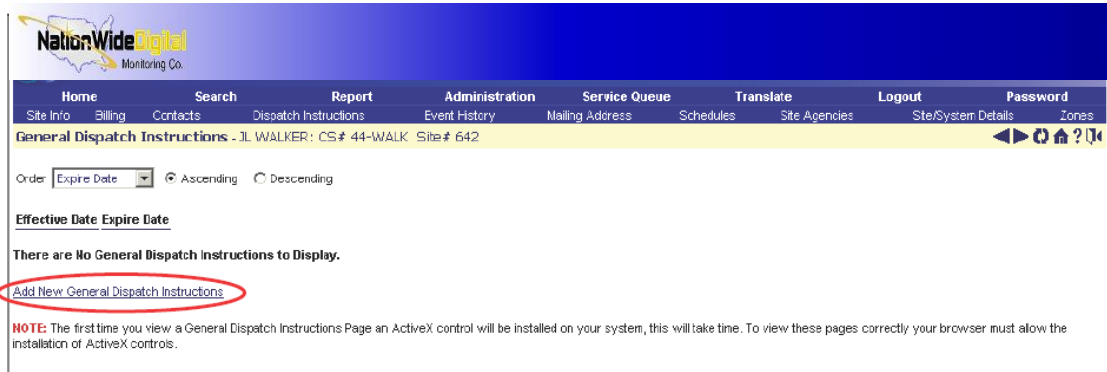 NationWide Digital
Monitoring Co.
Home Search Report Administration Service Queue Translate Logout Password
Site Info Billing Contacts Dispatch Instructions Event History Mailing Address Schedules Site Agencies Site/System Details Zones
General Dispatch Instructions - JL WALKER: CS# 44-WALK Site# 642
Order Expire Date Ascending Descending
Effective Date Expire Date
There are No General Dispatch Instructions to Display.
Add New General Dispatch Instructions
NOTE: The first time you view a General Dispatch Instructions Page an ActiveX control will be installed on your system, this will take time. To view these pages correctly your browser must allow the
installation of ActiveX controls.